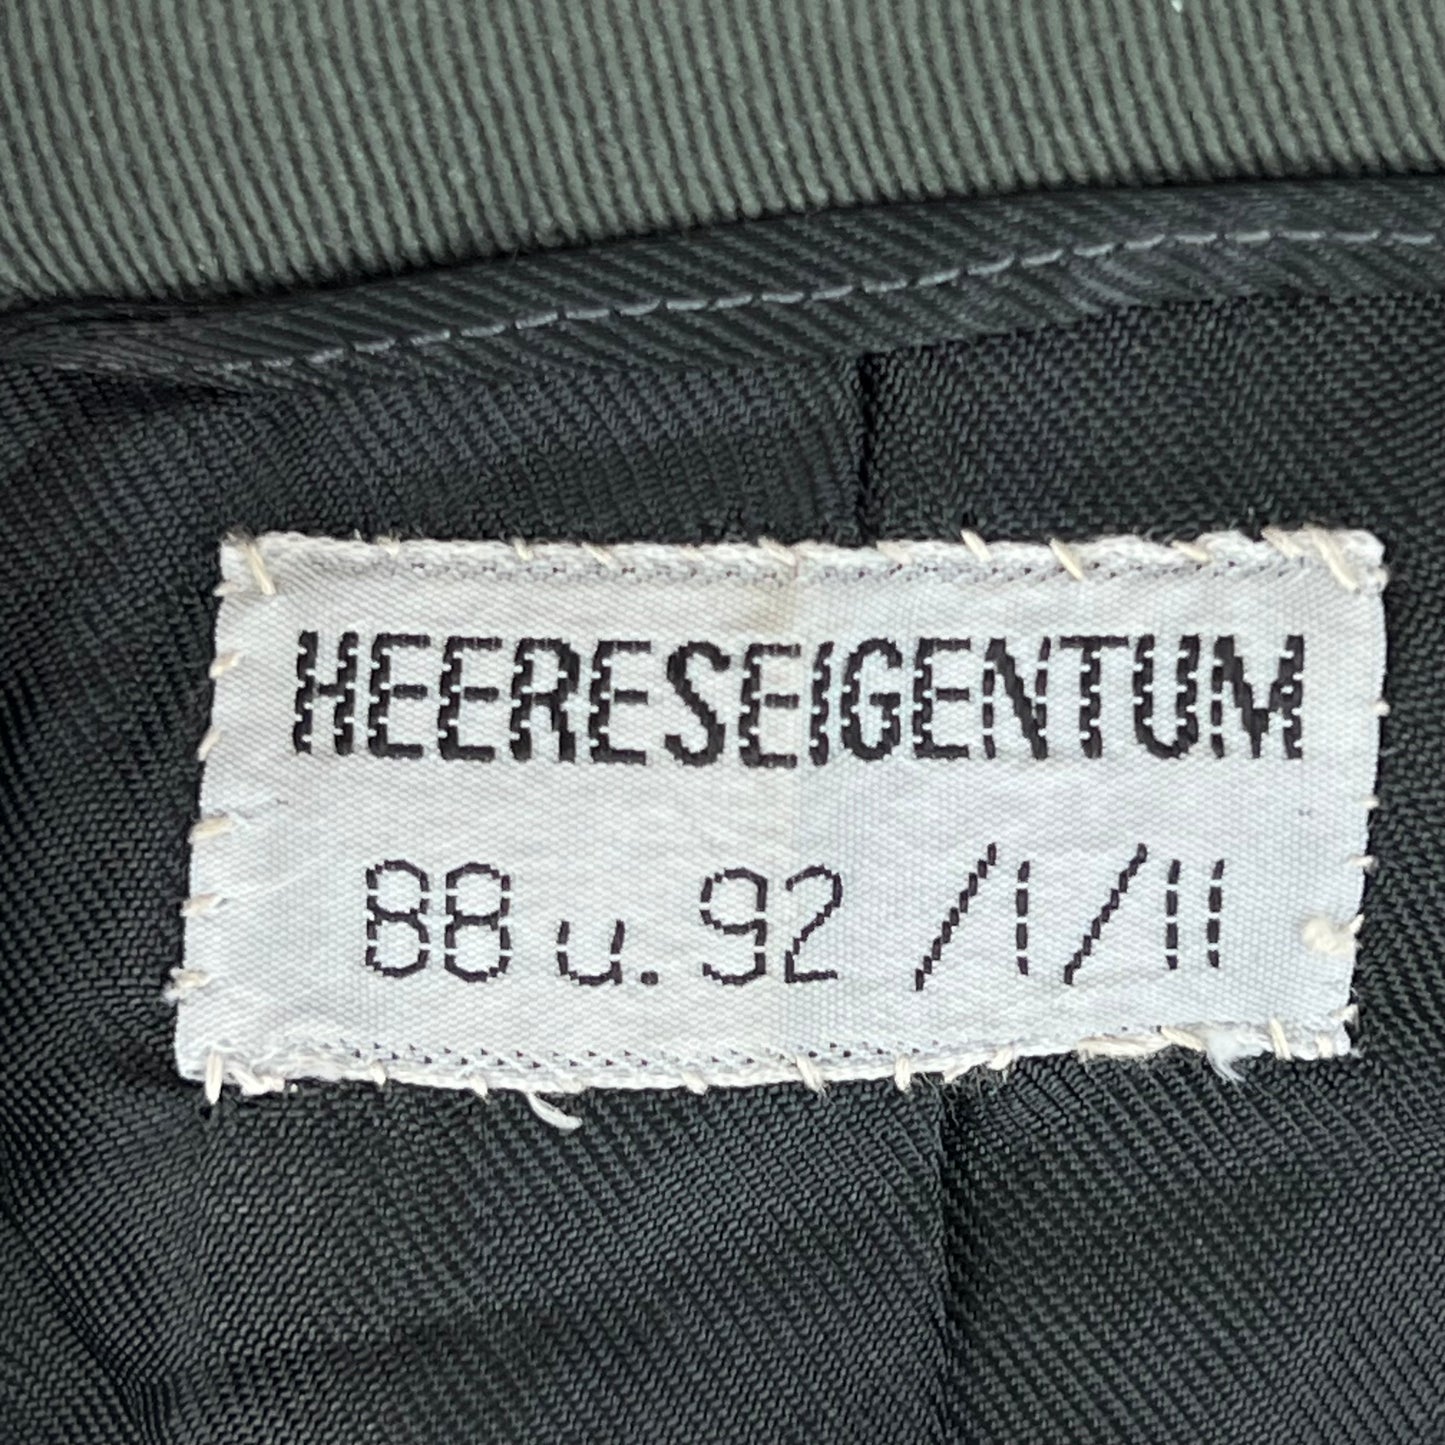 HEERESEIGENTUM
88 u. 92 /I/II